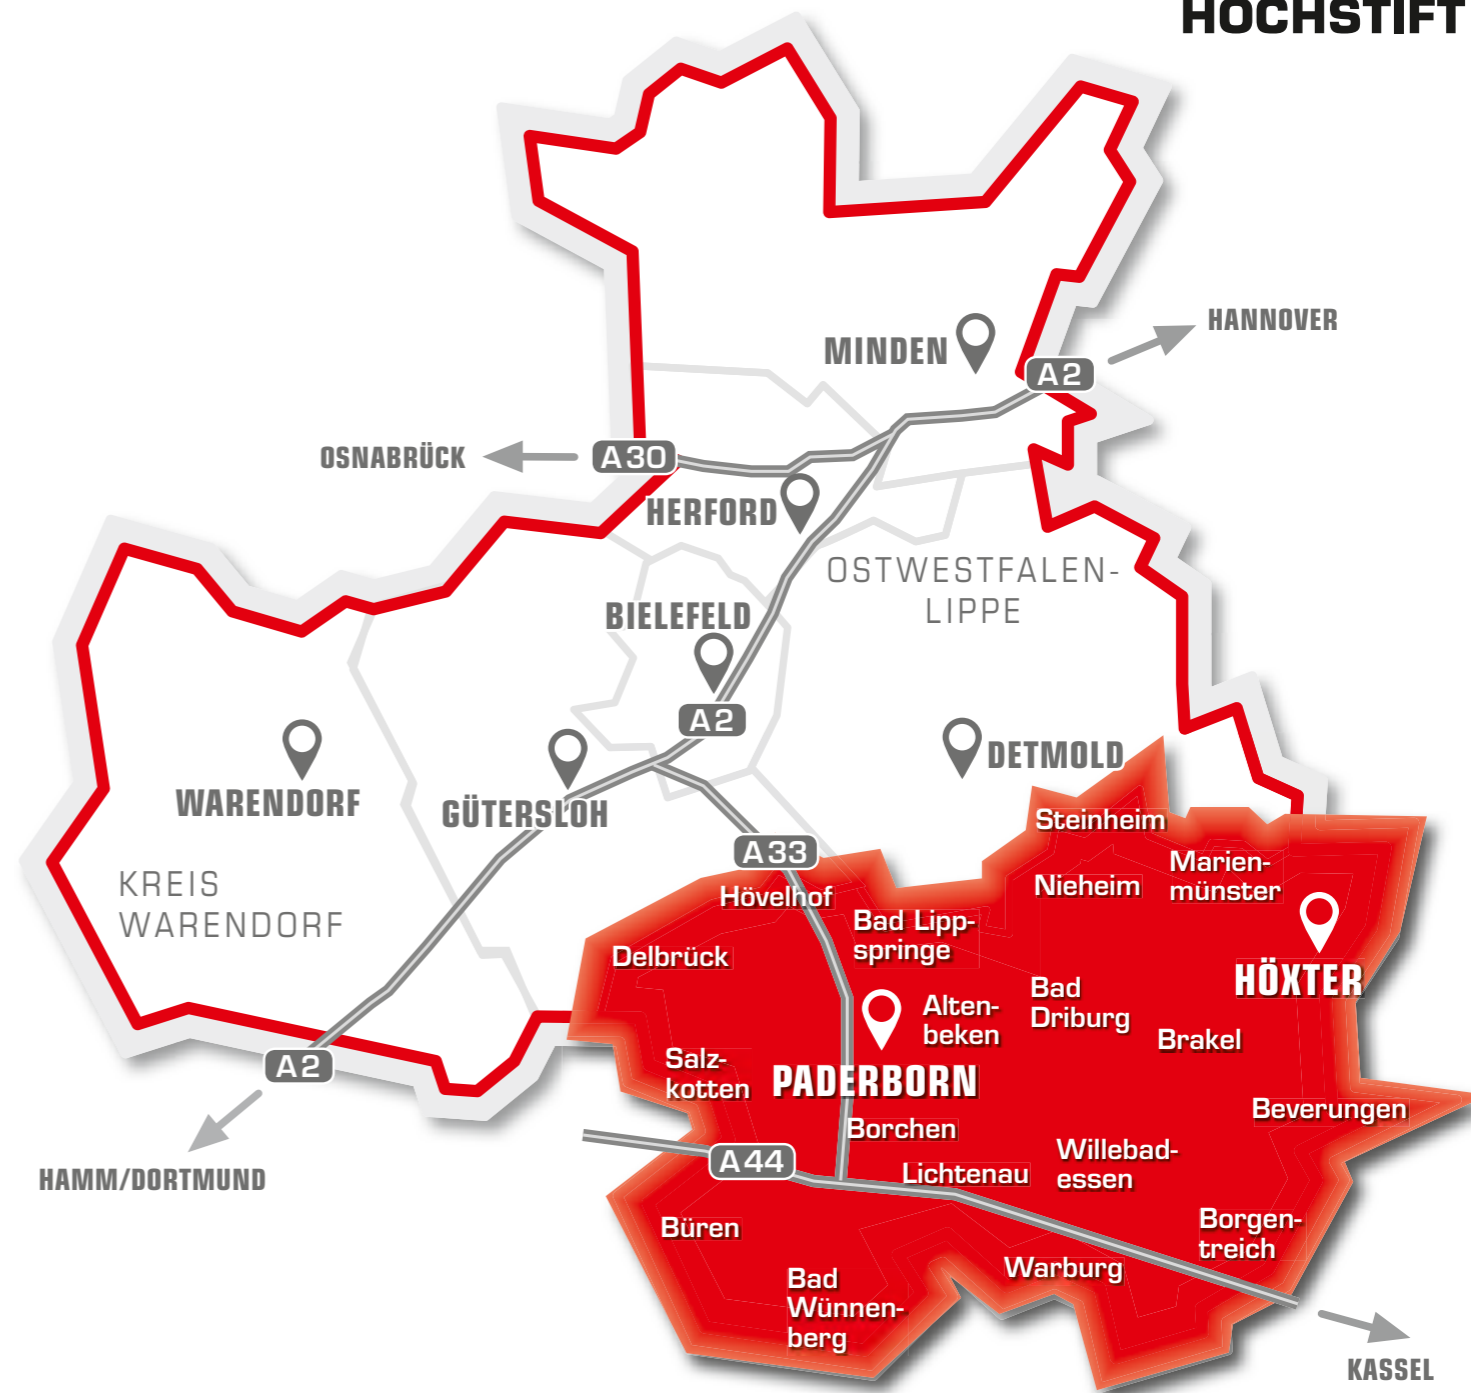 HOCHSTIFT
HANNOVER
MINDEN
A2
OSNABRÜCK
A30
HERFORD
OSTWESTFALEN-
LIPPE
BIELEFELD
A2
DETMOLD
WARENDORF
GÜTERSLOH
KREIS
WARENDORF
A33
Steinheim
Marien-
münster
Nieheim
Hövelhof
Bad Lipp-
springe
Delbrück
HÖXTER
Bad
Driburg
Alten-
beken
Brakel
A2
Salz-
kotten
PADERBORN
Beverungen
Borchen
HAMM/DORTMUND
A44
Lichtenau
Willebad-
essen
Büren
Borgen-
treich
Warburg
Bad
Wünnen-
berg
KASSEL